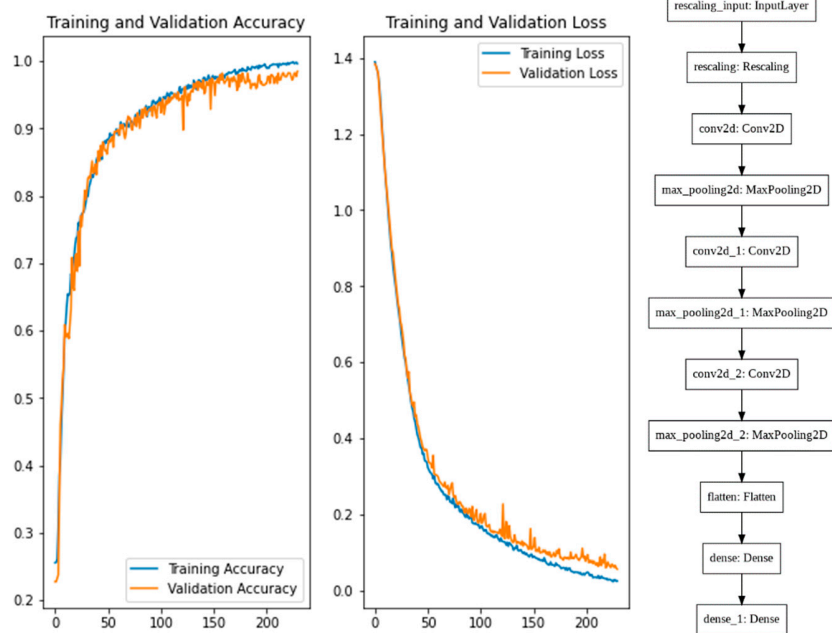 Training and Validation Accuracy
1.0
0.9
0.8
0.7
0.6
0.5
0.4
0.3
0.2
Training Accuracy
Validation Accuracy
0
50
100
150
200
Training and Validation Loss
Training Loss
Validation Loss
1.4
1.2
1.0
0.8
0.6
0.4
0.2
0.0
0
50
100
150
200
rescaling_input: InputLayer
rescaling: Rescaling
conv2d: Conv2D
max_pooling2d: MaxPooling2D
conv2d_1: Conv2D
max_pooling2d_1: MaxPooling2D
conv2d_2: Conv2D
max_pooling2d_2: MaxPooling2D
flatten: Flatten
dense: Dense
dense_1: Dense